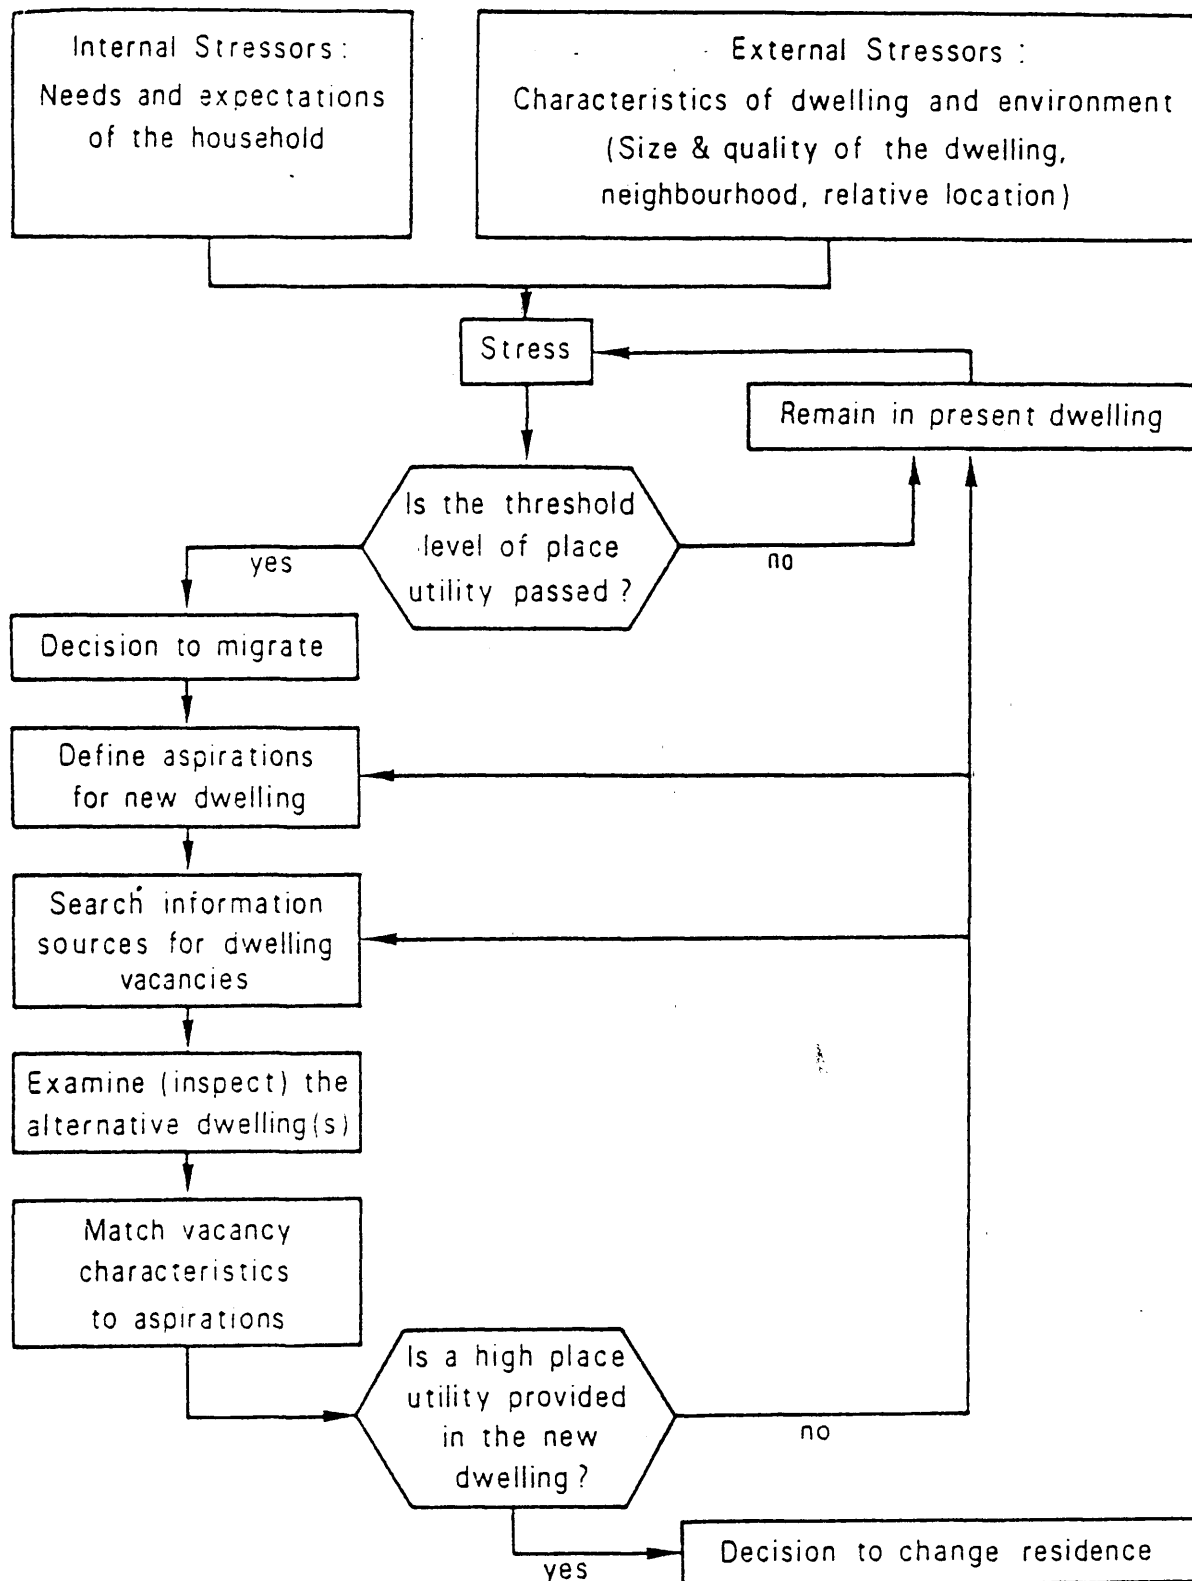 Internal Stressors:
Needs and expectations
of the household
External Stressors :
Characteristics of dwelling and environment
(Size & quality of the dwelling,
neighbourhood, relative location)
Stress
Remain in present dwelling
Is the threshold
level of place
utility passed?
yes
no
Decision to migrate
Define aspirations
for new dwelling
Search information
sources for dwelling
vacancies
Examine (inspect) the
alternative dwelling(s)
Match vacancy
characteristics
to aspirations
Is a high place
utility provided
in the new
dwelling?
no
yes
Decision to change residence